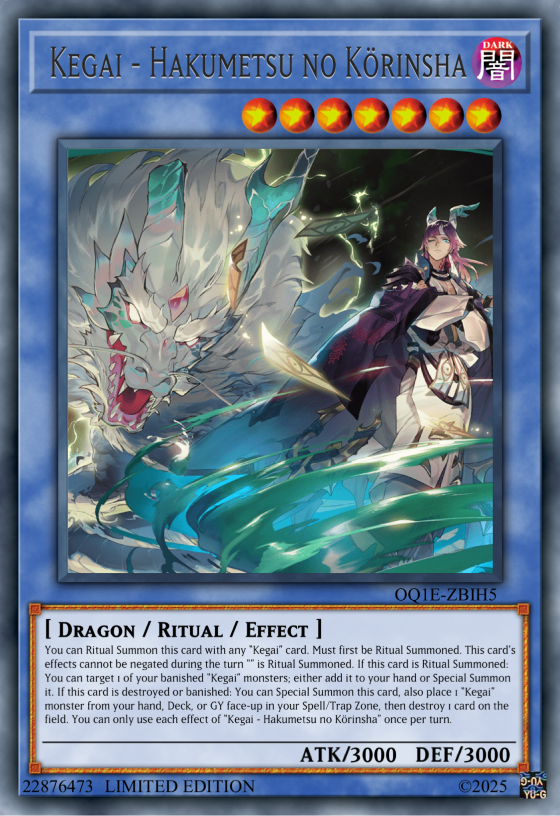 Kegai - Hakumetsu no Körinsha
DARK
闇
OQ1E-ZBIH5
[ Dragon / Ritual / Effect ]
You can Ritual Summon this card with any "Kegai" card. Must first be Ritual Summoned. This card's
effects cannot be negated during the turn "" is Ritual Summoned. If this card is Ritual Summoned:
You can target 1 of your banished "Kegai" monsters; either add it to your hand or Special Summon
it. If this card is destroyed or banished: You can Special Summon this card, also place 1 "Kegai"
monster from your hand, Deck, or GY face-up in your Spell/Trap Zone, then destroy 1 card on the
field. You can only use each effect of "Kegai - Hakumetsu no Körinsha" once per turn.
ATK/3000 DEF/3000
22876473 LIMITED EDITION
©2025
YU-G
YU-G